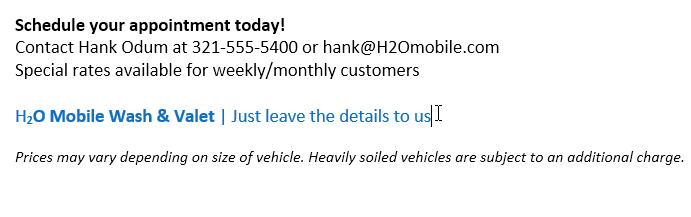 Schedule your appointment today!
Contact Hank Odum at 321-555-5400 or hank@H2Omobile.com
Special rates available for weekly/monthly customers
H₂O Mobile Wash & Valet | Just leave the details to us
Prices may vary depending on size of vehicle. Heavily soiled vehicles are subject to an additional charge.